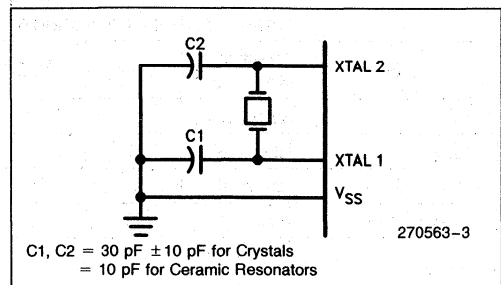 C2
XTAL 2
C1
XTAL 1
VSS
270563-3
C1, C2 = 30 pF ±10 pF for Crystals
= 10 pF for Ceramic Resonators